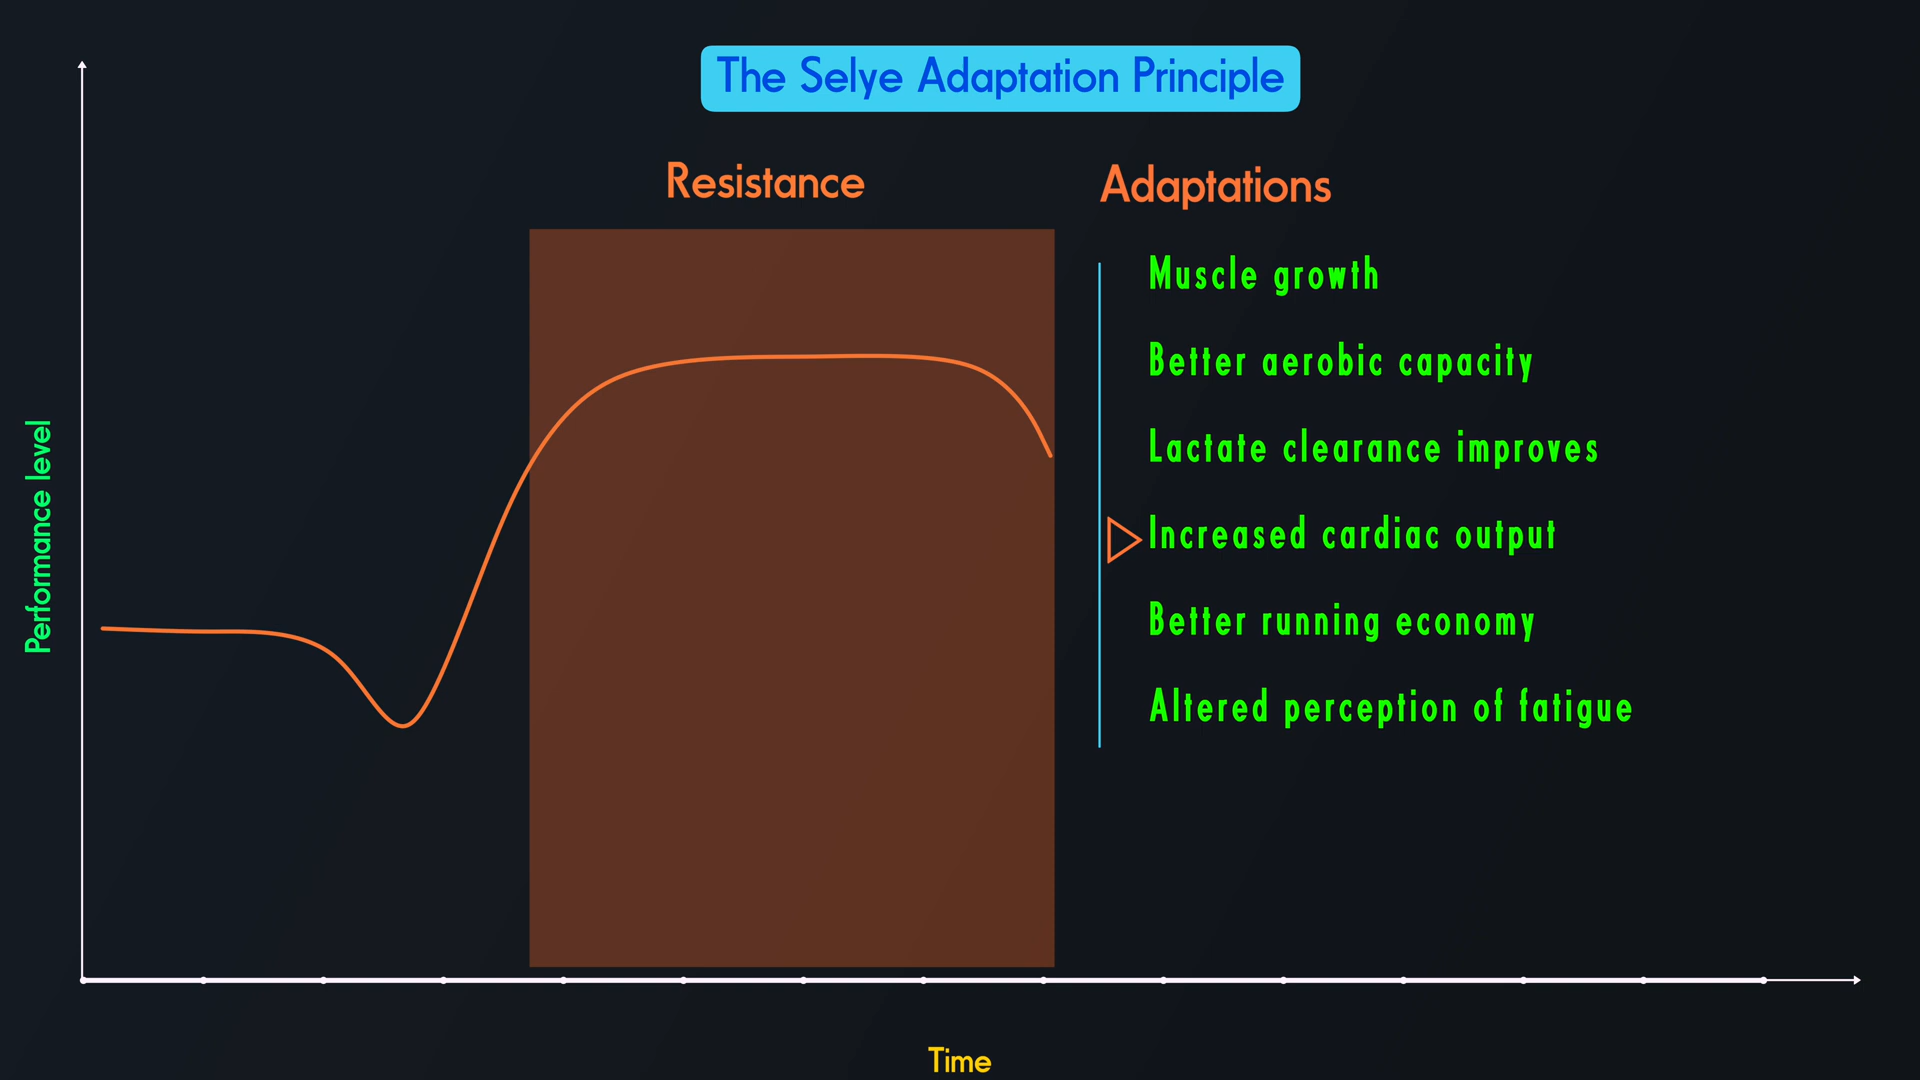 The Selye Adaptation Principle
Resistance
Adaptations
Muscle growth
Better aerobic capacity
Lactate clearance improves
Increased cardiac output
Better running economy
Altered perception of fatigue
Performance level
Time